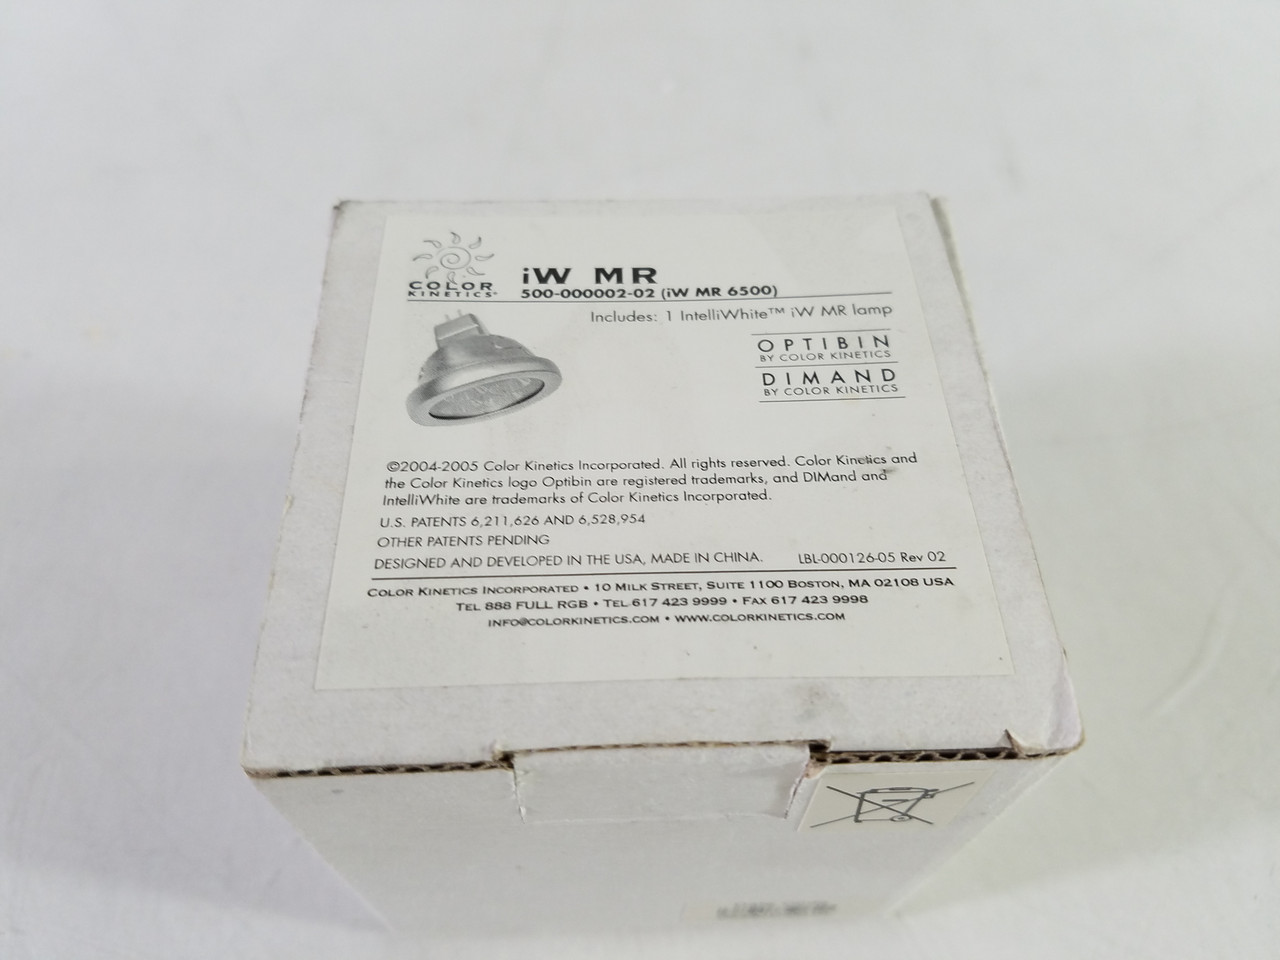 COLOR
KINETICS®
iW MR
500-000002-02 (iW MR 6500)
Includes: 1 IntelliWhite™ iW MR lamp
OPTIBIN
BY COLOR KINETICS
DIMAND
BY COLOR KINETICS
©2004-2005 Color Kinetics Incorporated. All rights reserved. Color Kinetics and
the Color Kinetics logo Optibin are registered trademarks, and DIMand and
IntelliWhite are trademarks of Color Kinetics Incorporated.
U.S. PATENTS 6,211,626 AND 6,528,954
OTHER PATENTS PENDING
DESIGNED AND DEVELOPED IN THE USA, MADE IN CHINA. LBL-000126-05 Rev 02
COLOR KINETICS INCORPORATED • 10 MILK STREET, SUITE 1100 BOSTON, MA 02108 USA
TEL 888 FULL RGB • TEL 617 423 9999 • FAX 617 423 9998
INFO@COLORKINETICS.COM • WWW.COLORKINETICS.COM